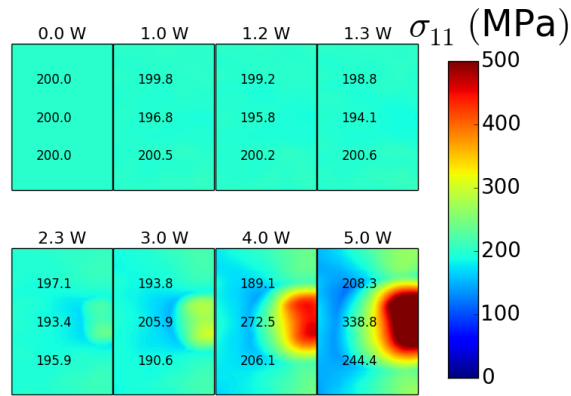 0.0 W 1.0 W 1.2 W 1.3 W σ11 (MPa)
200.0 199.8 199.2 198.8
200.0 196.8 195.8 194.1
200.0 200.5 200.2 200.6
2.3 W 3.0 W 4.0 W 5.0 W
197.1 193.8 189.1 208.3
193.4 205.9 272.5 338.8
195.9 190.6 206.1 244.4
500
400
300
200
100
0